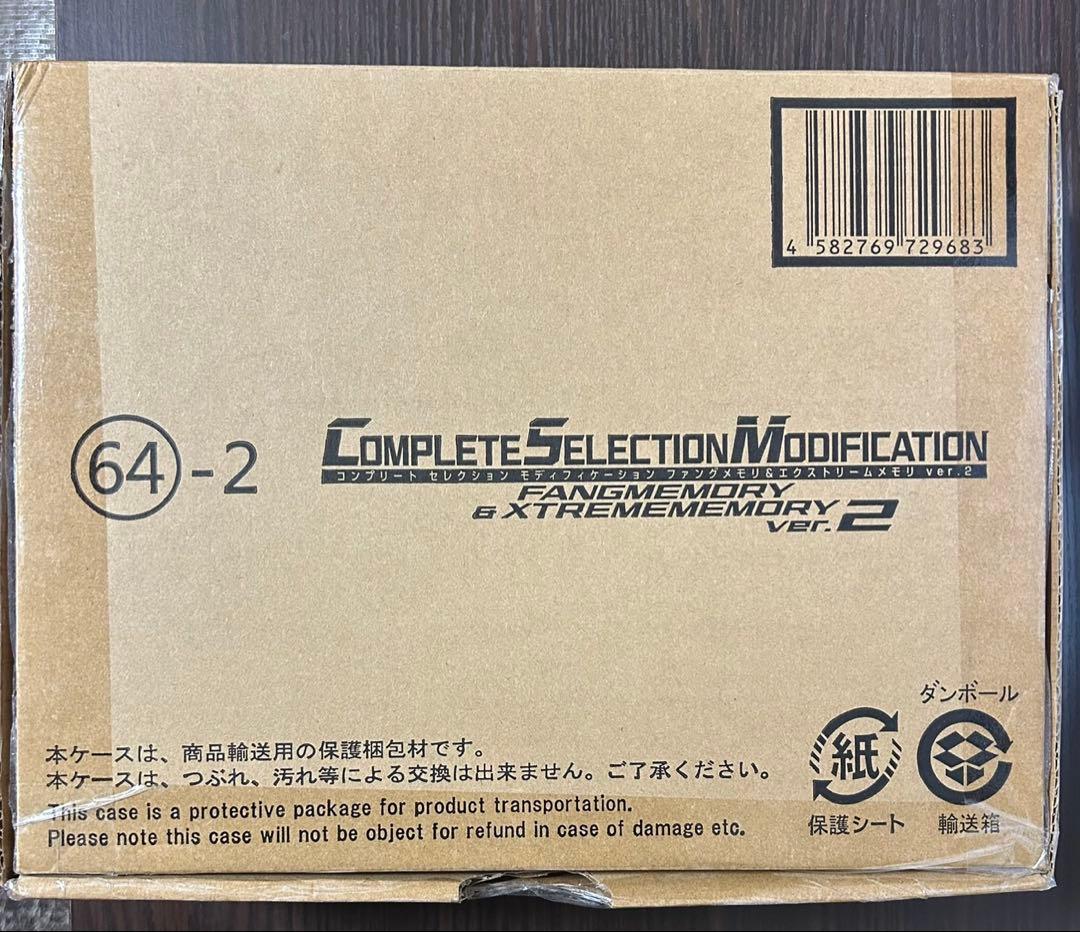 4 582769 729683
64-2
COMPLETE SELECTION MODIFICATION
コンプリート セレクション モディフィケーション ファングメモリ&エクストリームメモリ ver.2
FANGMEMORY
& XTREMEMEMORY
ver. 2
ダンボール
紙
保護シート
輸送箱
本ケースは、商品輸送用の保護梱包材です。
本ケースは、つぶれ、汚れ等による交換は出来ません。ご了承ください。
This case is a protective package for product transportation.
Please note this case will not be object for refund in case of damage etc.